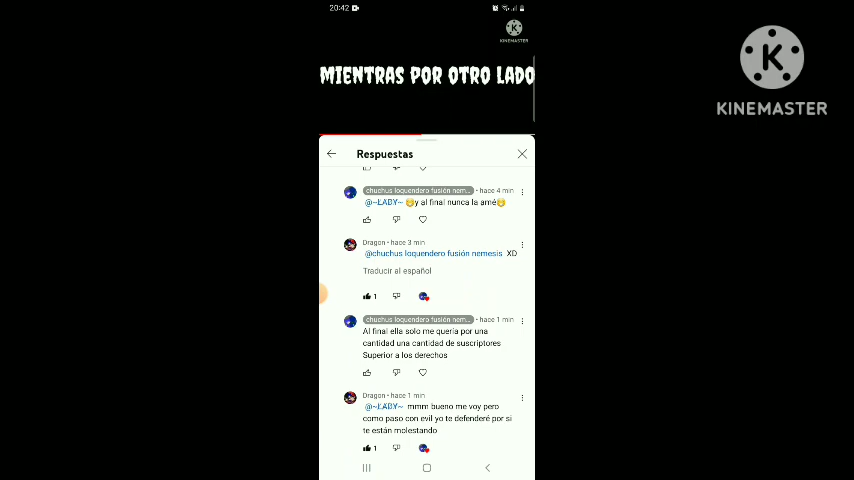 20:42
KINEMASTER
MIENTRAS POR OTRO LADO
KINEMASTER
Respuestas
chuchus loquendero fusión nem... • hace 4 min
@~ŁAĐ¥~ 😁y al final nunca la amé😁
Dragon • hace 3 min
@chuchus loquendero fusión nemesis XD
Traducir al español
1
chuchus loquendero fusión nem... • hace 1 min
Al final ella solo me quería por una
cantidad una cantidad de suscriptores
Superior a los derechos
Dragon • hace 1 min
@~ŁAĐ¥~ mmm bueno me voy pero
como paso con evil yo te defenderé por si
te están molestando
1